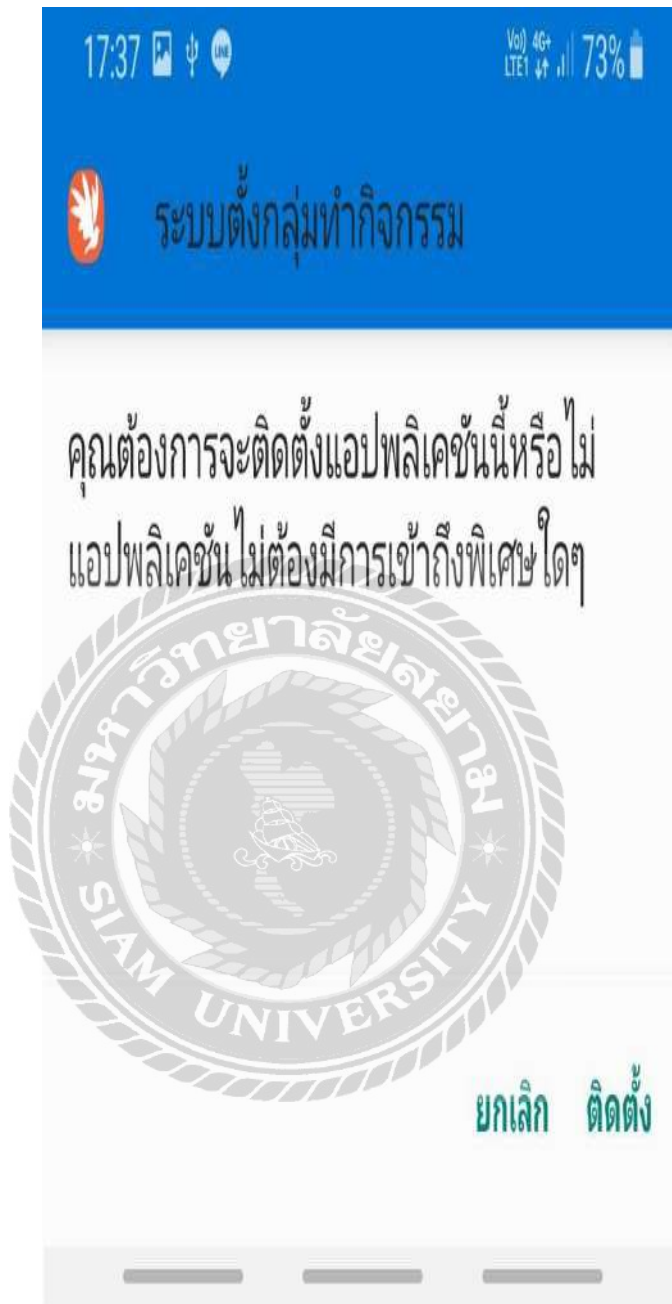 17:37 LINE Vo) 4G+ LTE1 73%
ระบบตั้งกลุ่มทำกิจกรรม
คุณต้องการจะติดตั้งแอปพลิเคชันนี้หรือไม่
แอปพลิเคชันไม่ต้องมีการเข้าถึงพิเศษใดๆ
มหาวิทยาลัยสยาม
SIAM UNIVERSITY
ยกเลิก ติดตั้ง